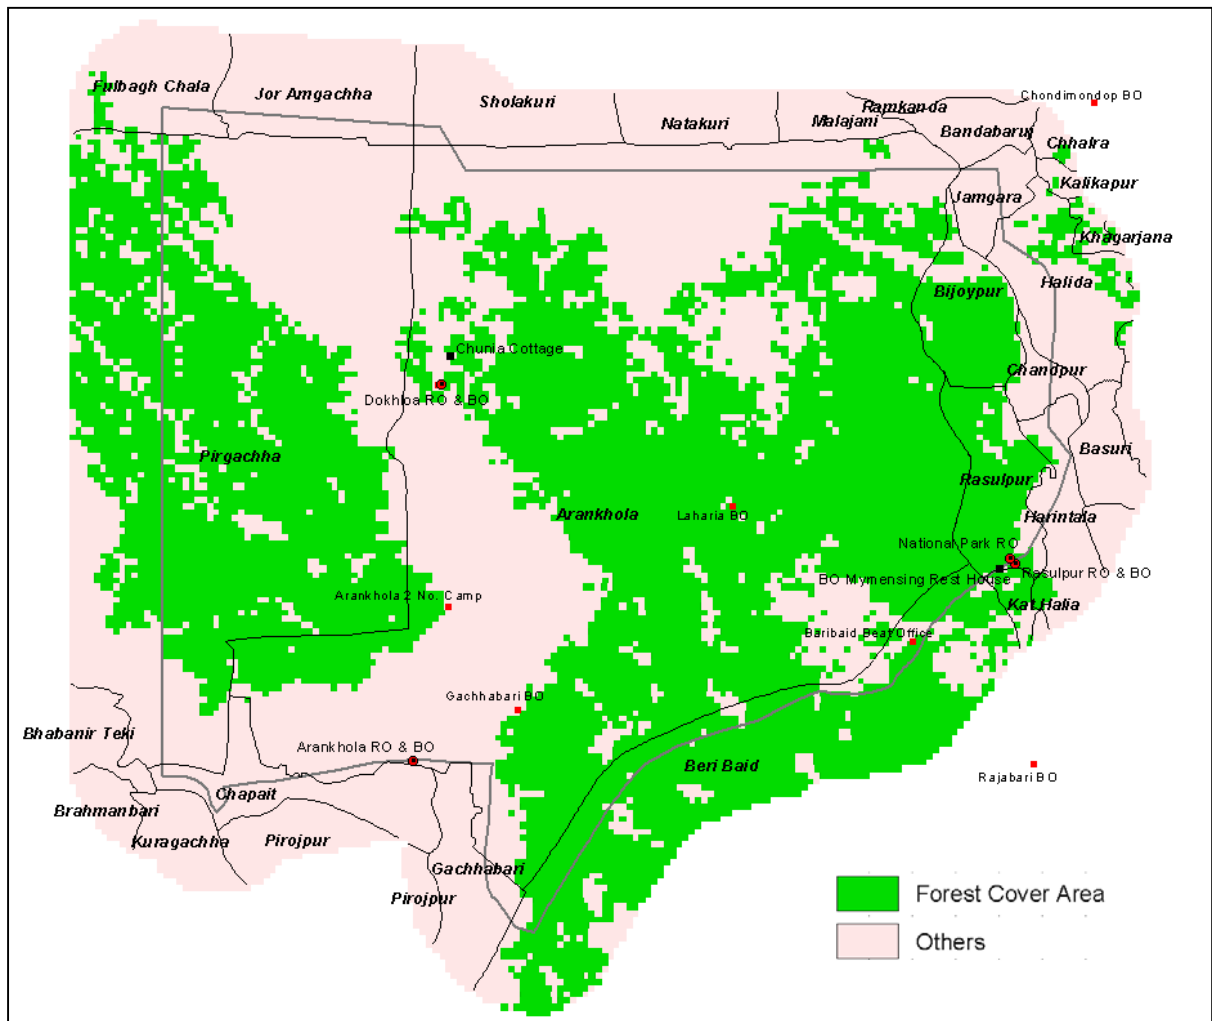 Fulbagh Chala
Jor Amgachha
Sholakuri
Chondimondop BO
Ramkanda
Natakuri
Malajani
Bandabaruj
Chhalra
Kalikapur
Jamgara
Khagarjana
Halida
Bijoypur
Chunia Cottage
Chandpur
Dokhloa RO & BO
Basuri
Pirgachha
Rasulpur
Arankhola
Laharia BO
Harintala
National Park RO
BO Mymensing Rest House
Rasulpur RO & BO
Arankhola 2 No. Camp
Kat Halia
Baribaid Beat Office
Gachhabari BO
Bhabanir Teki
Arankhola RO & BO
Beri Baid
Rajabari BO
Chapait
Brahmanbari
Kuragachha
Pirojpur
Gachhabari
Pirojpur
Forest Cover Area
Others